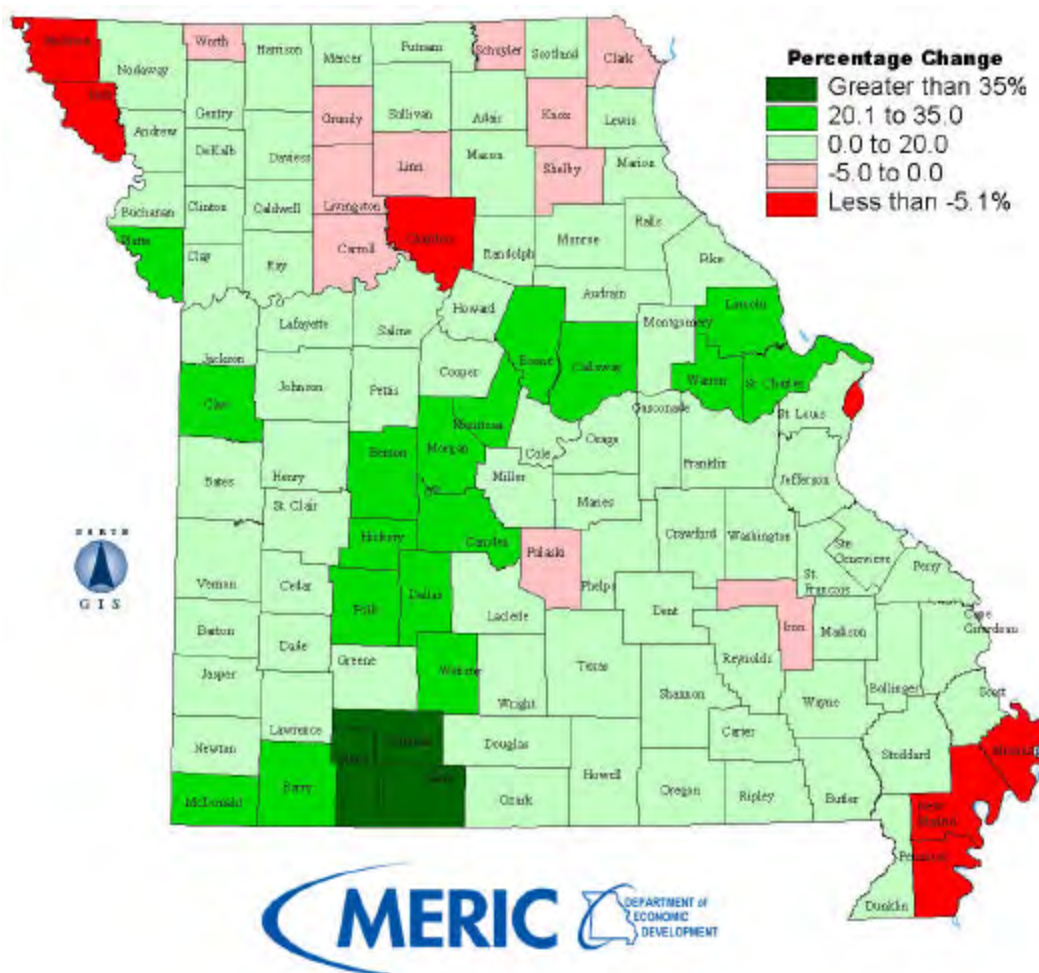 Percentage Change
Greater than 35%
20.1 to 35.0
0.0 to 20.0
-5.0 to 0.0
Less than -5.1%
Worth
Harrison
Mercer
Putnam
Schuyler
Scotland
Clark
Nodaway
Gentry
Grundy
Sullivan
Adair
Knox
Lewis
Andrew
DeKalb
Daviess
Linn
Macon
Shelby
Marion
Buchanan
Clinton
Caldwell
Livingston
Ralls
Platte
Clay
Ray
Carroll
Randolph
Monroe
Pike
Howard
Audrain
Lafayette
Saline
Montgomery
Lincoln
Jackson
Johnson
Pettis
Cooper
Boone
Callaway
Warren
St. Charles
Gasconade
St. Louis
Benton
Morgan
Cole
Osage
Franklin
Bates
Henry
Miller
Jefferson
St. Clair
Maries
Hickory
Camden
Pulaski
Crawford
Washington
Ste.
Genevieve
Perry
Vernon
Cedar
Phelps
St.
Francois
Polk
Dallas
Laclede
Dent
Iron
Madison
Cape
Girardeau
Barton
Dade
Greene
Texas
Reynolds
Jasper
Webster
Wright
Shannon
Wayne
Bollinger
Scott
Newton
Lawrence
Douglas
Howell
Carter
Stoddard
McDonald
Barry
Ozark
Oregon
Ripley
Butler
Dunklin
GIS
MERIC
DEPARTMENT of
ECONOMIC
DEVELOPMENT